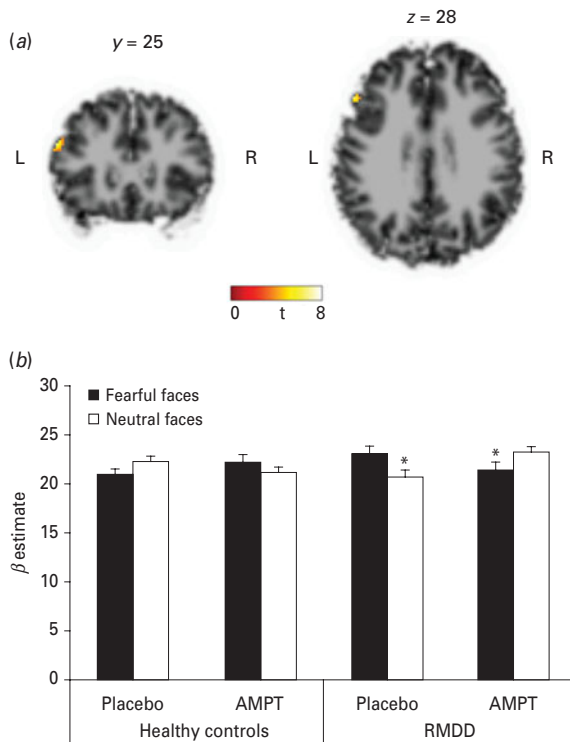 (a)
y = 25
z = 28
L
R
L
R
0 t 8
(b)
30
25
20
15
10
5
0
β estimate
Fearful faces
Neutral faces
*
*
Placebo AMPT Placebo AMPT
Healthy controls RMDD